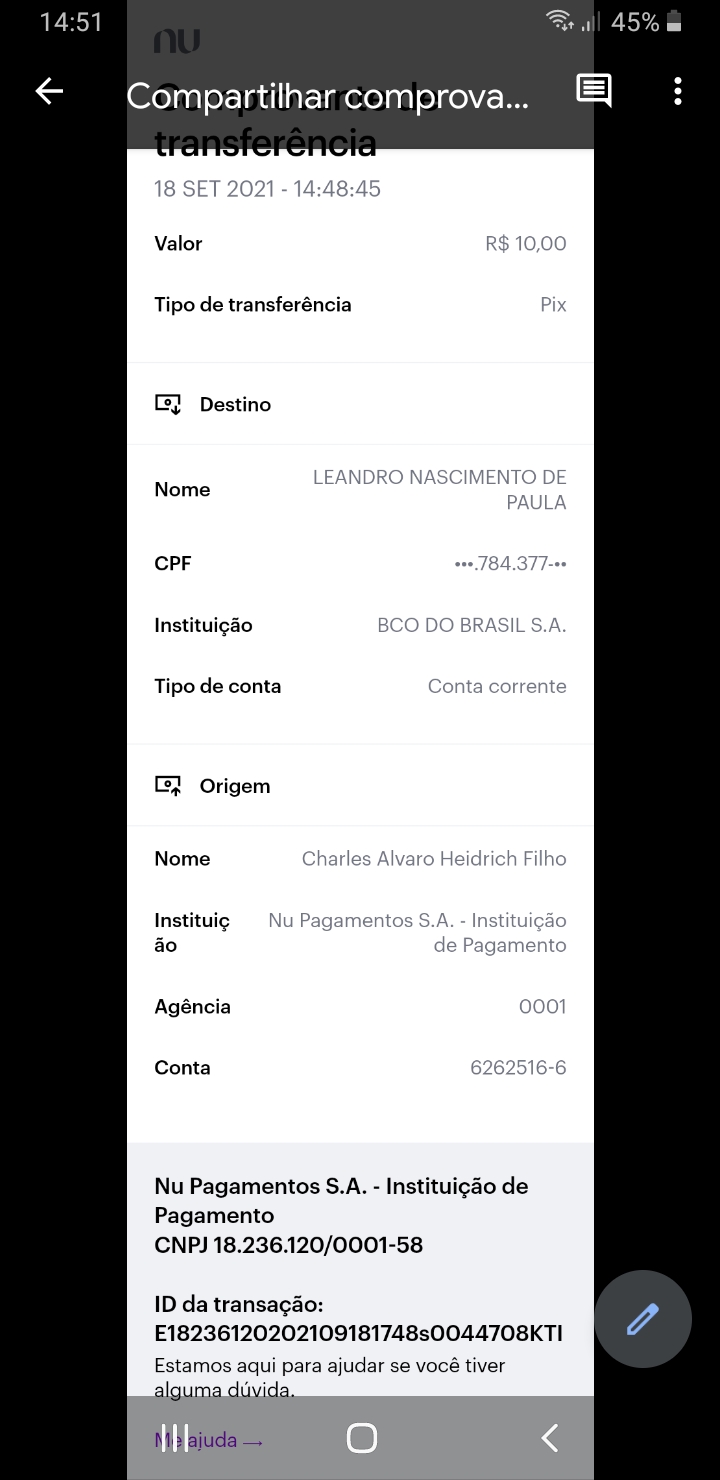 14:51
45%
nu
Compartilhar comprova...
Comprovante de
transferência
18 SET 2021 - 14:48:45
Valor R$ 10,00
Tipo de transferência Pix
Destino
Nome LEANDRO NASCIMENTO DE
PAULA
CPF •••.784.377-••
Instituição BCO DO BRASIL S.A.
Tipo de conta Conta corrente
Origem
Nome Charles Alvaro Heidrich Filho
Instituiç Nu Pagamentos S.A. - Instituição
ão de Pagamento
Agência 0001
Conta 6262516-6
Nu Pagamentos S.A. - Instituição de
Pagamento
CNPJ 18.236.120/0001-58
ID da transação:
E18236120202109181748s0044708KTI
Estamos aqui para ajudar se você tiver
alguma dúvida.
Me ajuda →